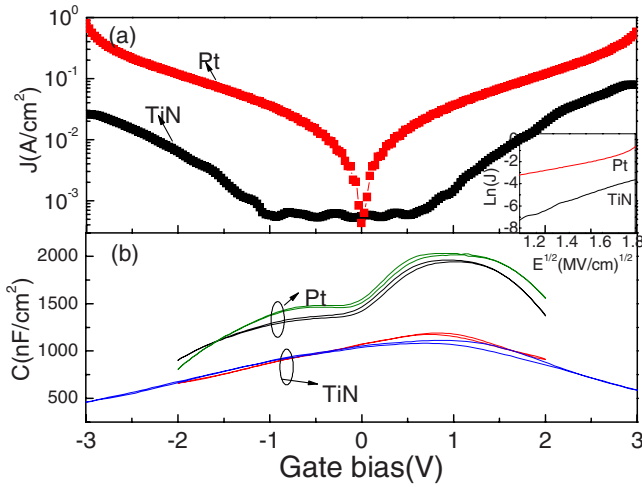 (a)
10^0
10^-1
10^-2
10^-3
J(A/cm^2)
Rt
TiN
0
-2
-4
-6
-8
Ln(J)
Pt
TiN
1.2 1.4 1.6 1.8
E^1/2(MV/cm)^1/2
(b)
2000
1500
1000
500
C(nF/cm^2)
Pt
TiN
-3 -2 -1 0 1 2 3
Gate bias(V)